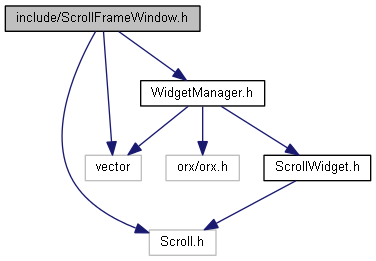 include/ScrollFrameWindow.h
WidgetManager.h
vector
orx/orx.h
ScrollWidget.h
Scroll.h